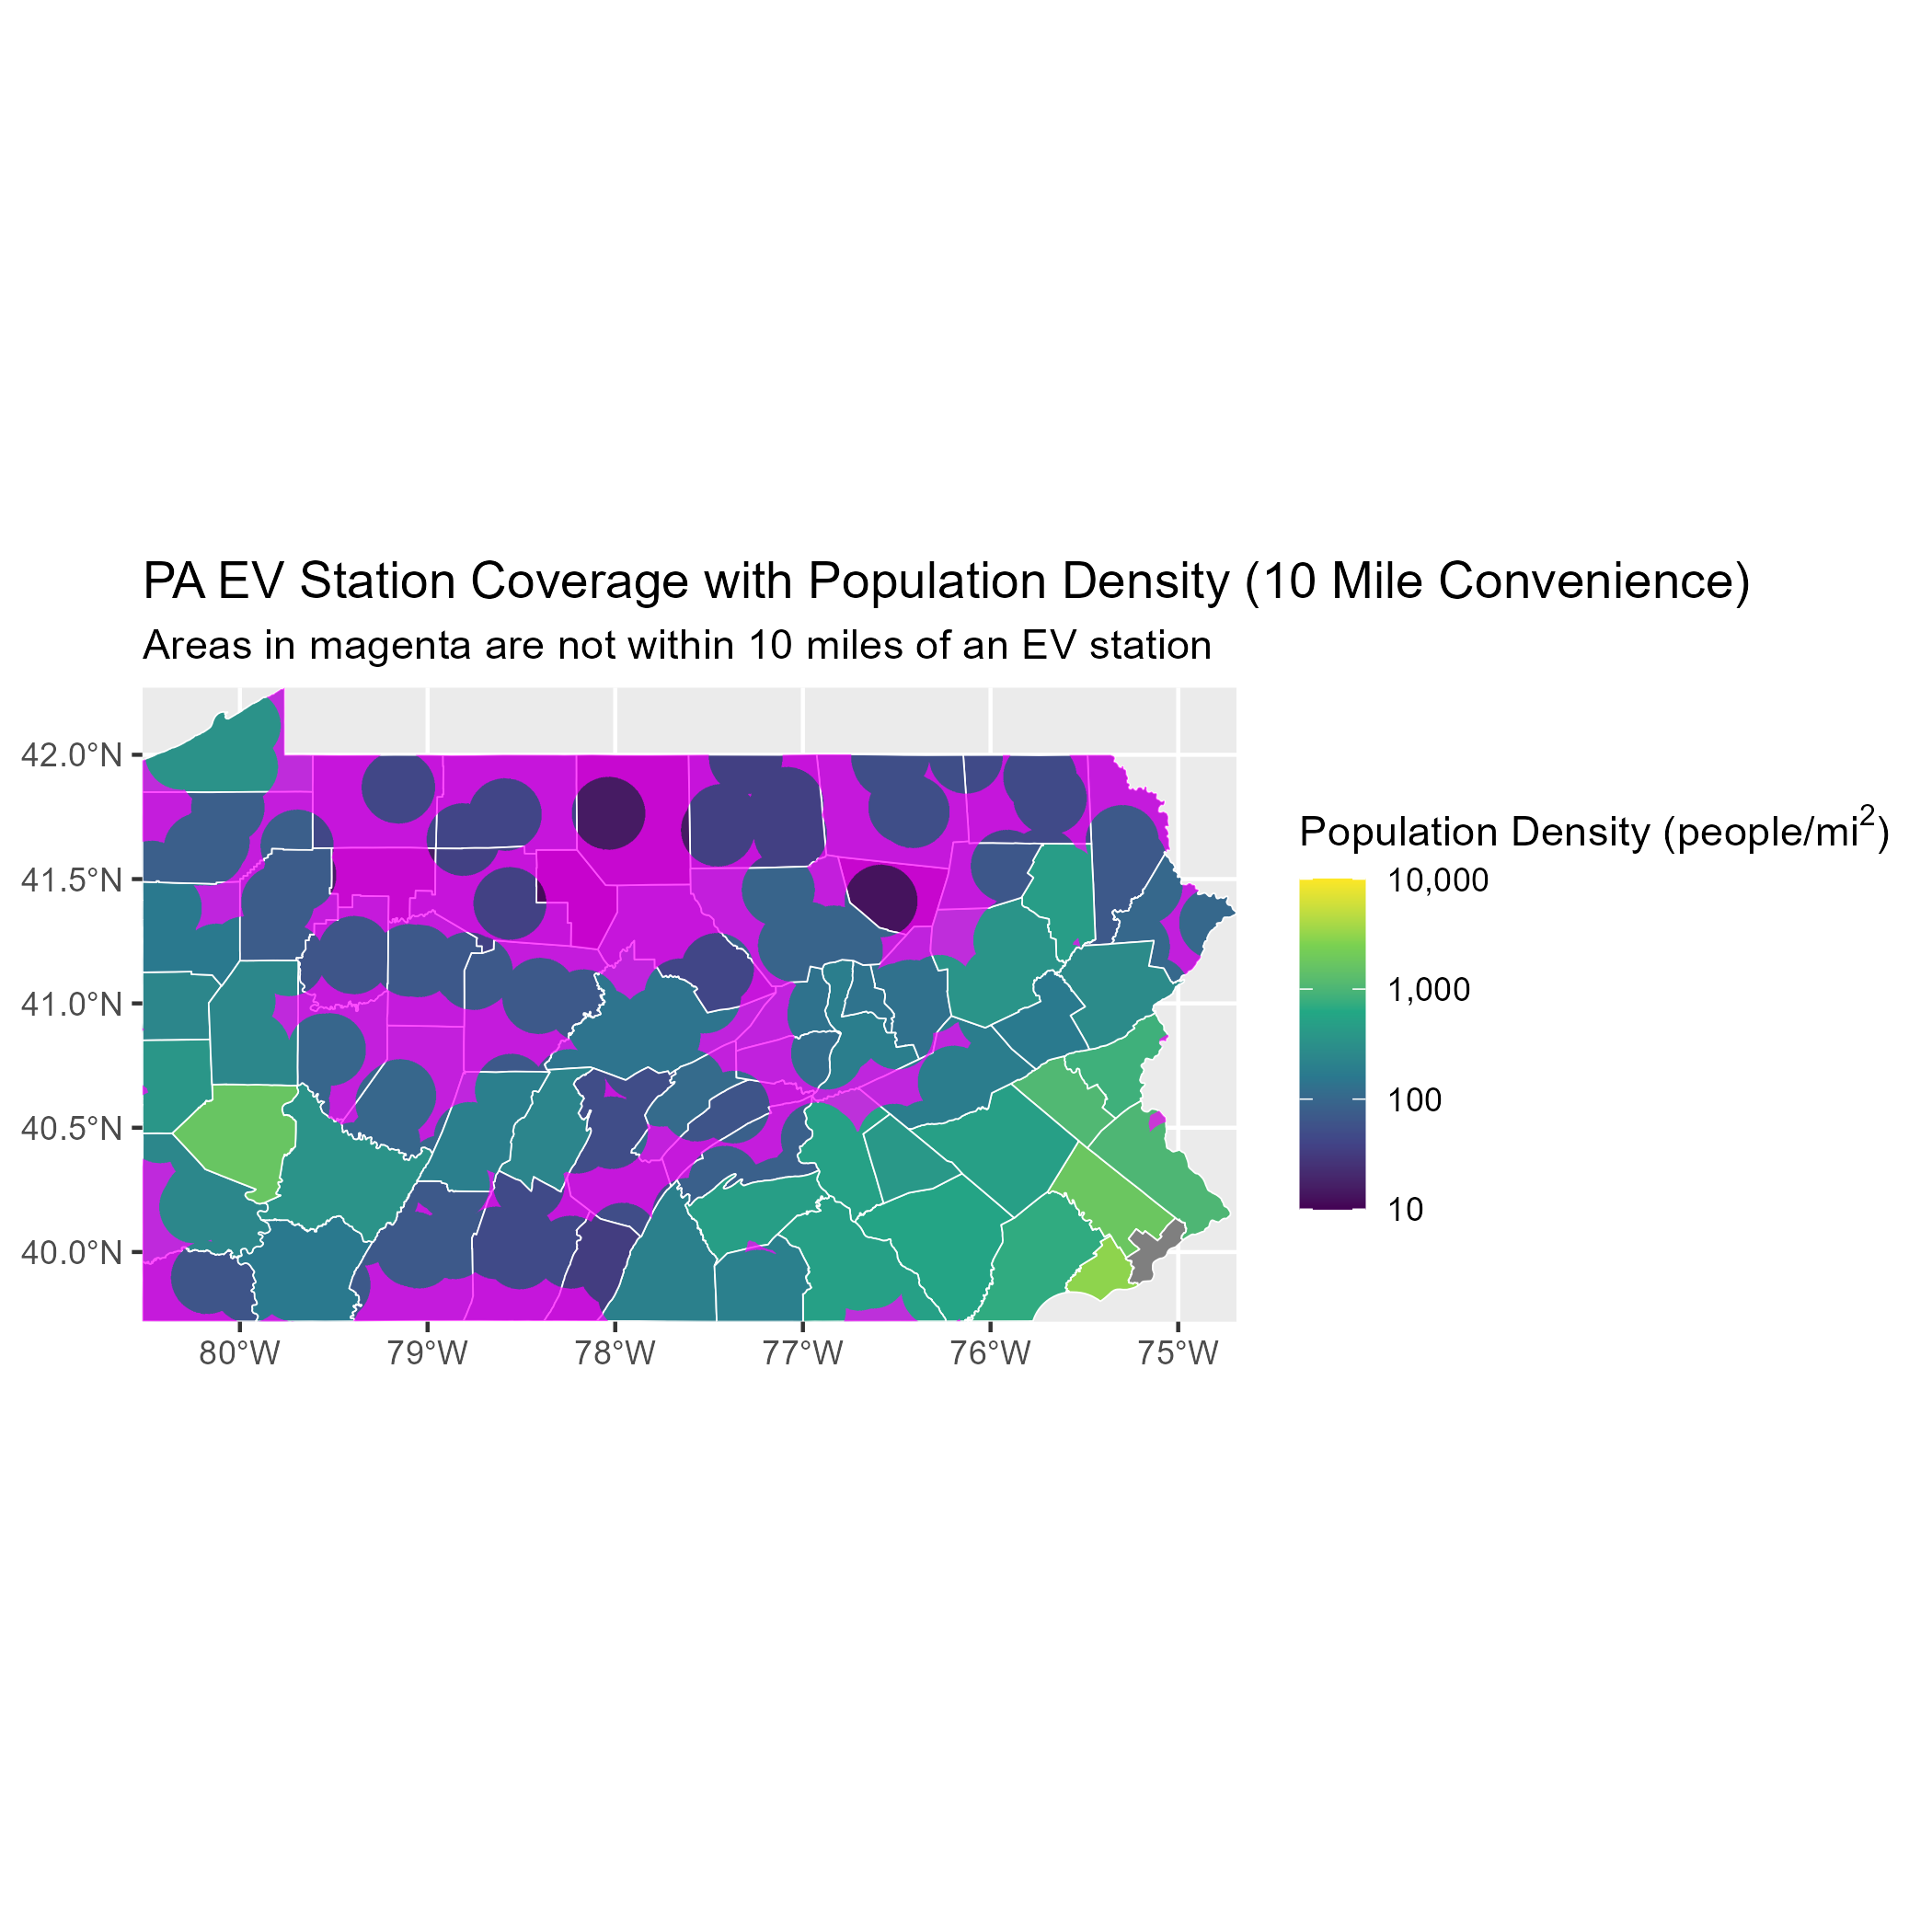 PA EV Station Coverage with Population Density (10 Mile Convenience)
Areas in magenta are not within 10 miles of an EV station
42.0°N
41.5°N
41.0°N
40.5°N
40.0°N
80°W 79°W 78°W 77°W 76°W 75°W
Population Density (people/mi²)
10,000
1,000
100
10